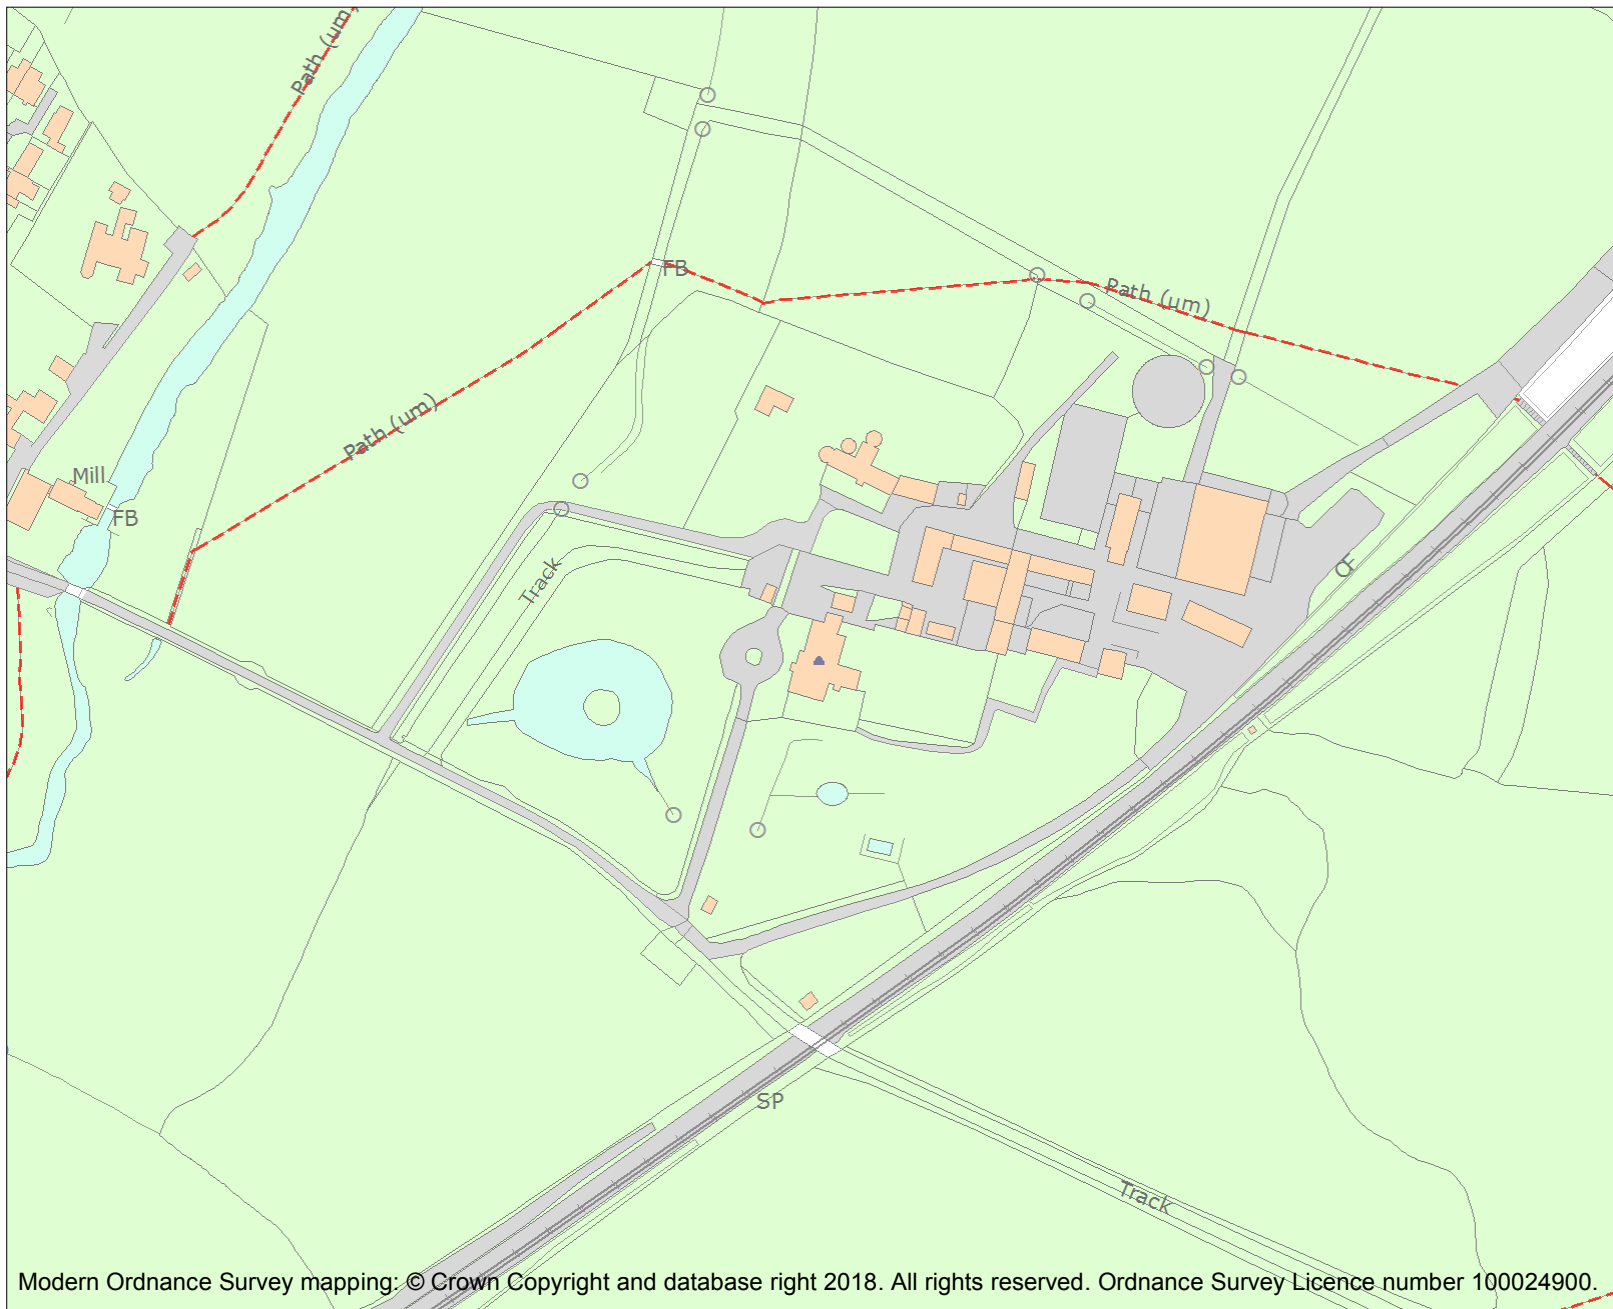 Path (um)
FB
Path (um)
Path (um)
Mill
FB
Track
CF
SP
Track
Modern Ordnance Survey mapping: © Crown Copyright and database right 2018. All rights reserved. Ordnance Survey Licence number 100024900.